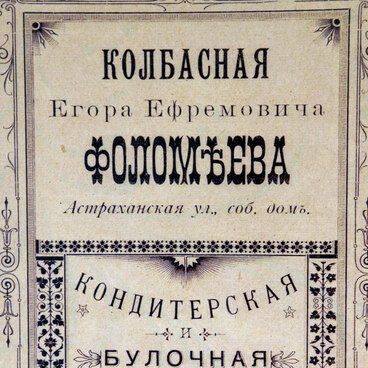 КОЛБАСНАЯ
Егора Ефремовича
ФОЛОМѢЕВА
Астраханская ул., соб. домъ.
КОНДИТЕРСКАЯ
И
БУЛОЧНАЯ